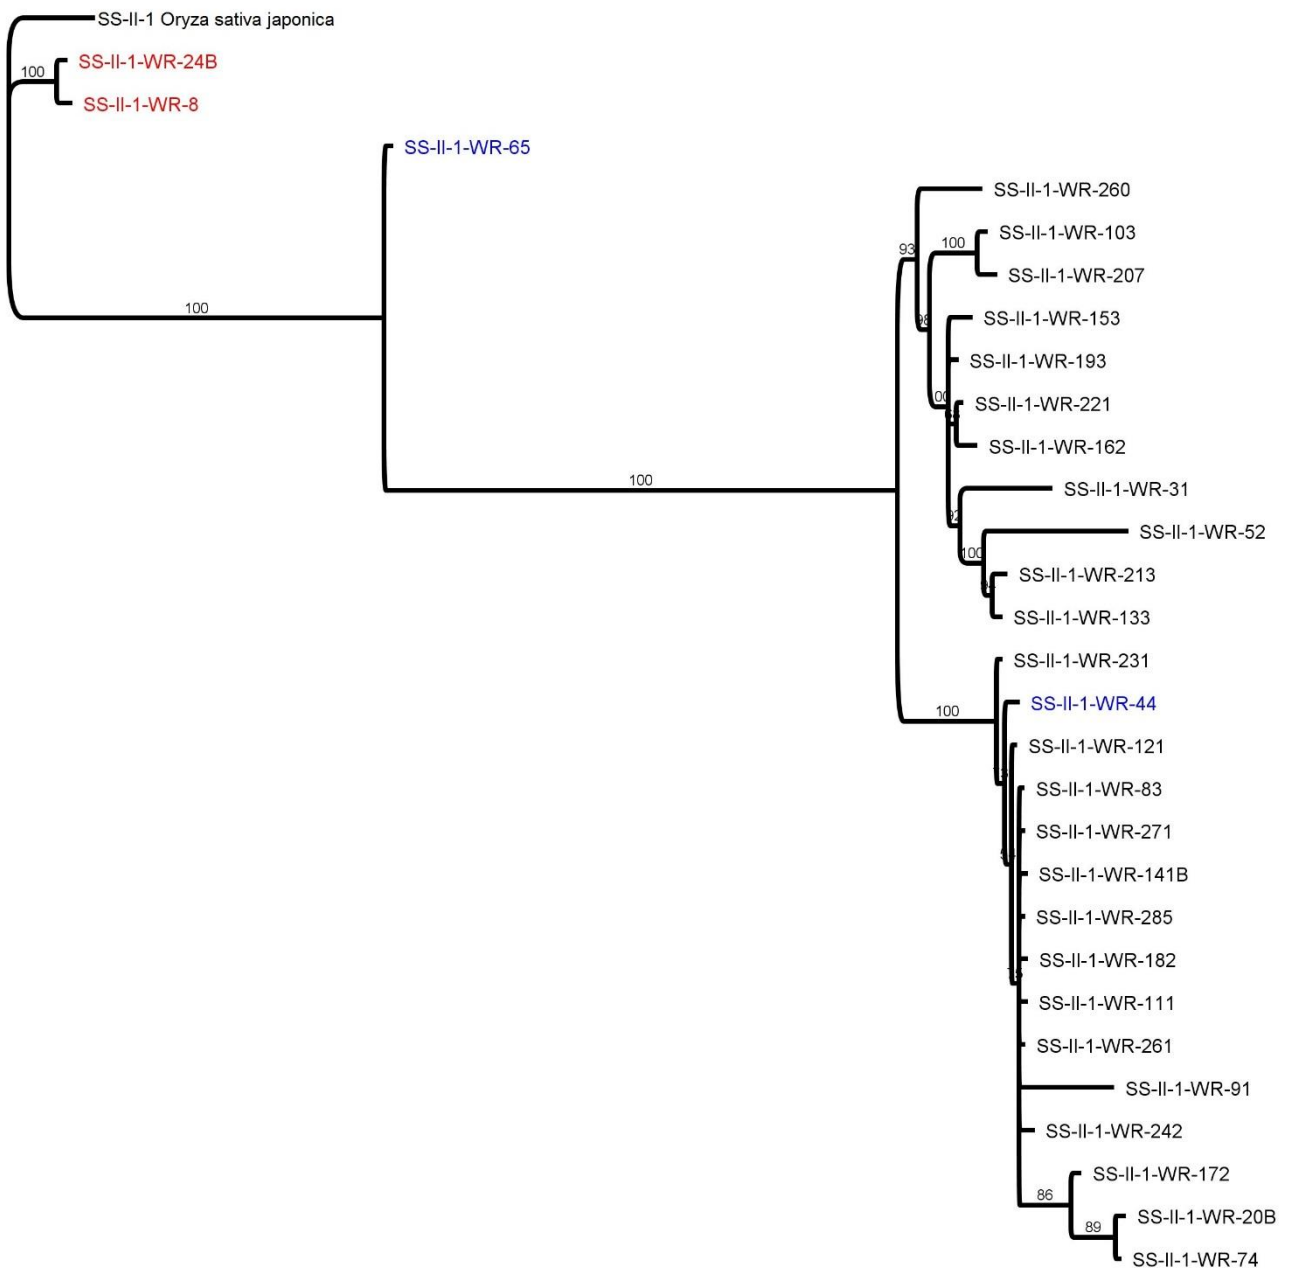 SS-II-1 Oryza sativa japonica
SS-II-1-WR-24B
100
SS-II-1-WR-8
SS-II-1-WR-65
SS-II-1-WR-260
SS-II-1-WR-103
93
100
SS-II-1-WR-207
100
SS-II-1-WR-153
98
SS-II-1-WR-193
SS-II-1-WR-221
SS-II-1-WR-162
100
SS-II-1-WR-31
92
SS-II-1-WR-52
100
SS-II-1-WR-213
SS-II-1-WR-133
SS-II-1-WR-231
SS-II-1-WR-44
100
SS-II-1-WR-121
SS-II-1-WR-83
SS-II-1-WR-271
SS-II-1-WR-141B
SS-II-1-WR-285
SS-II-1-WR-182
SS-II-1-WR-111
SS-II-1-WR-261
SS-II-1-WR-91
SS-II-1-WR-242
SS-II-1-WR-172
86
SS-II-1-WR-20B
89
SS-II-1-WR-74